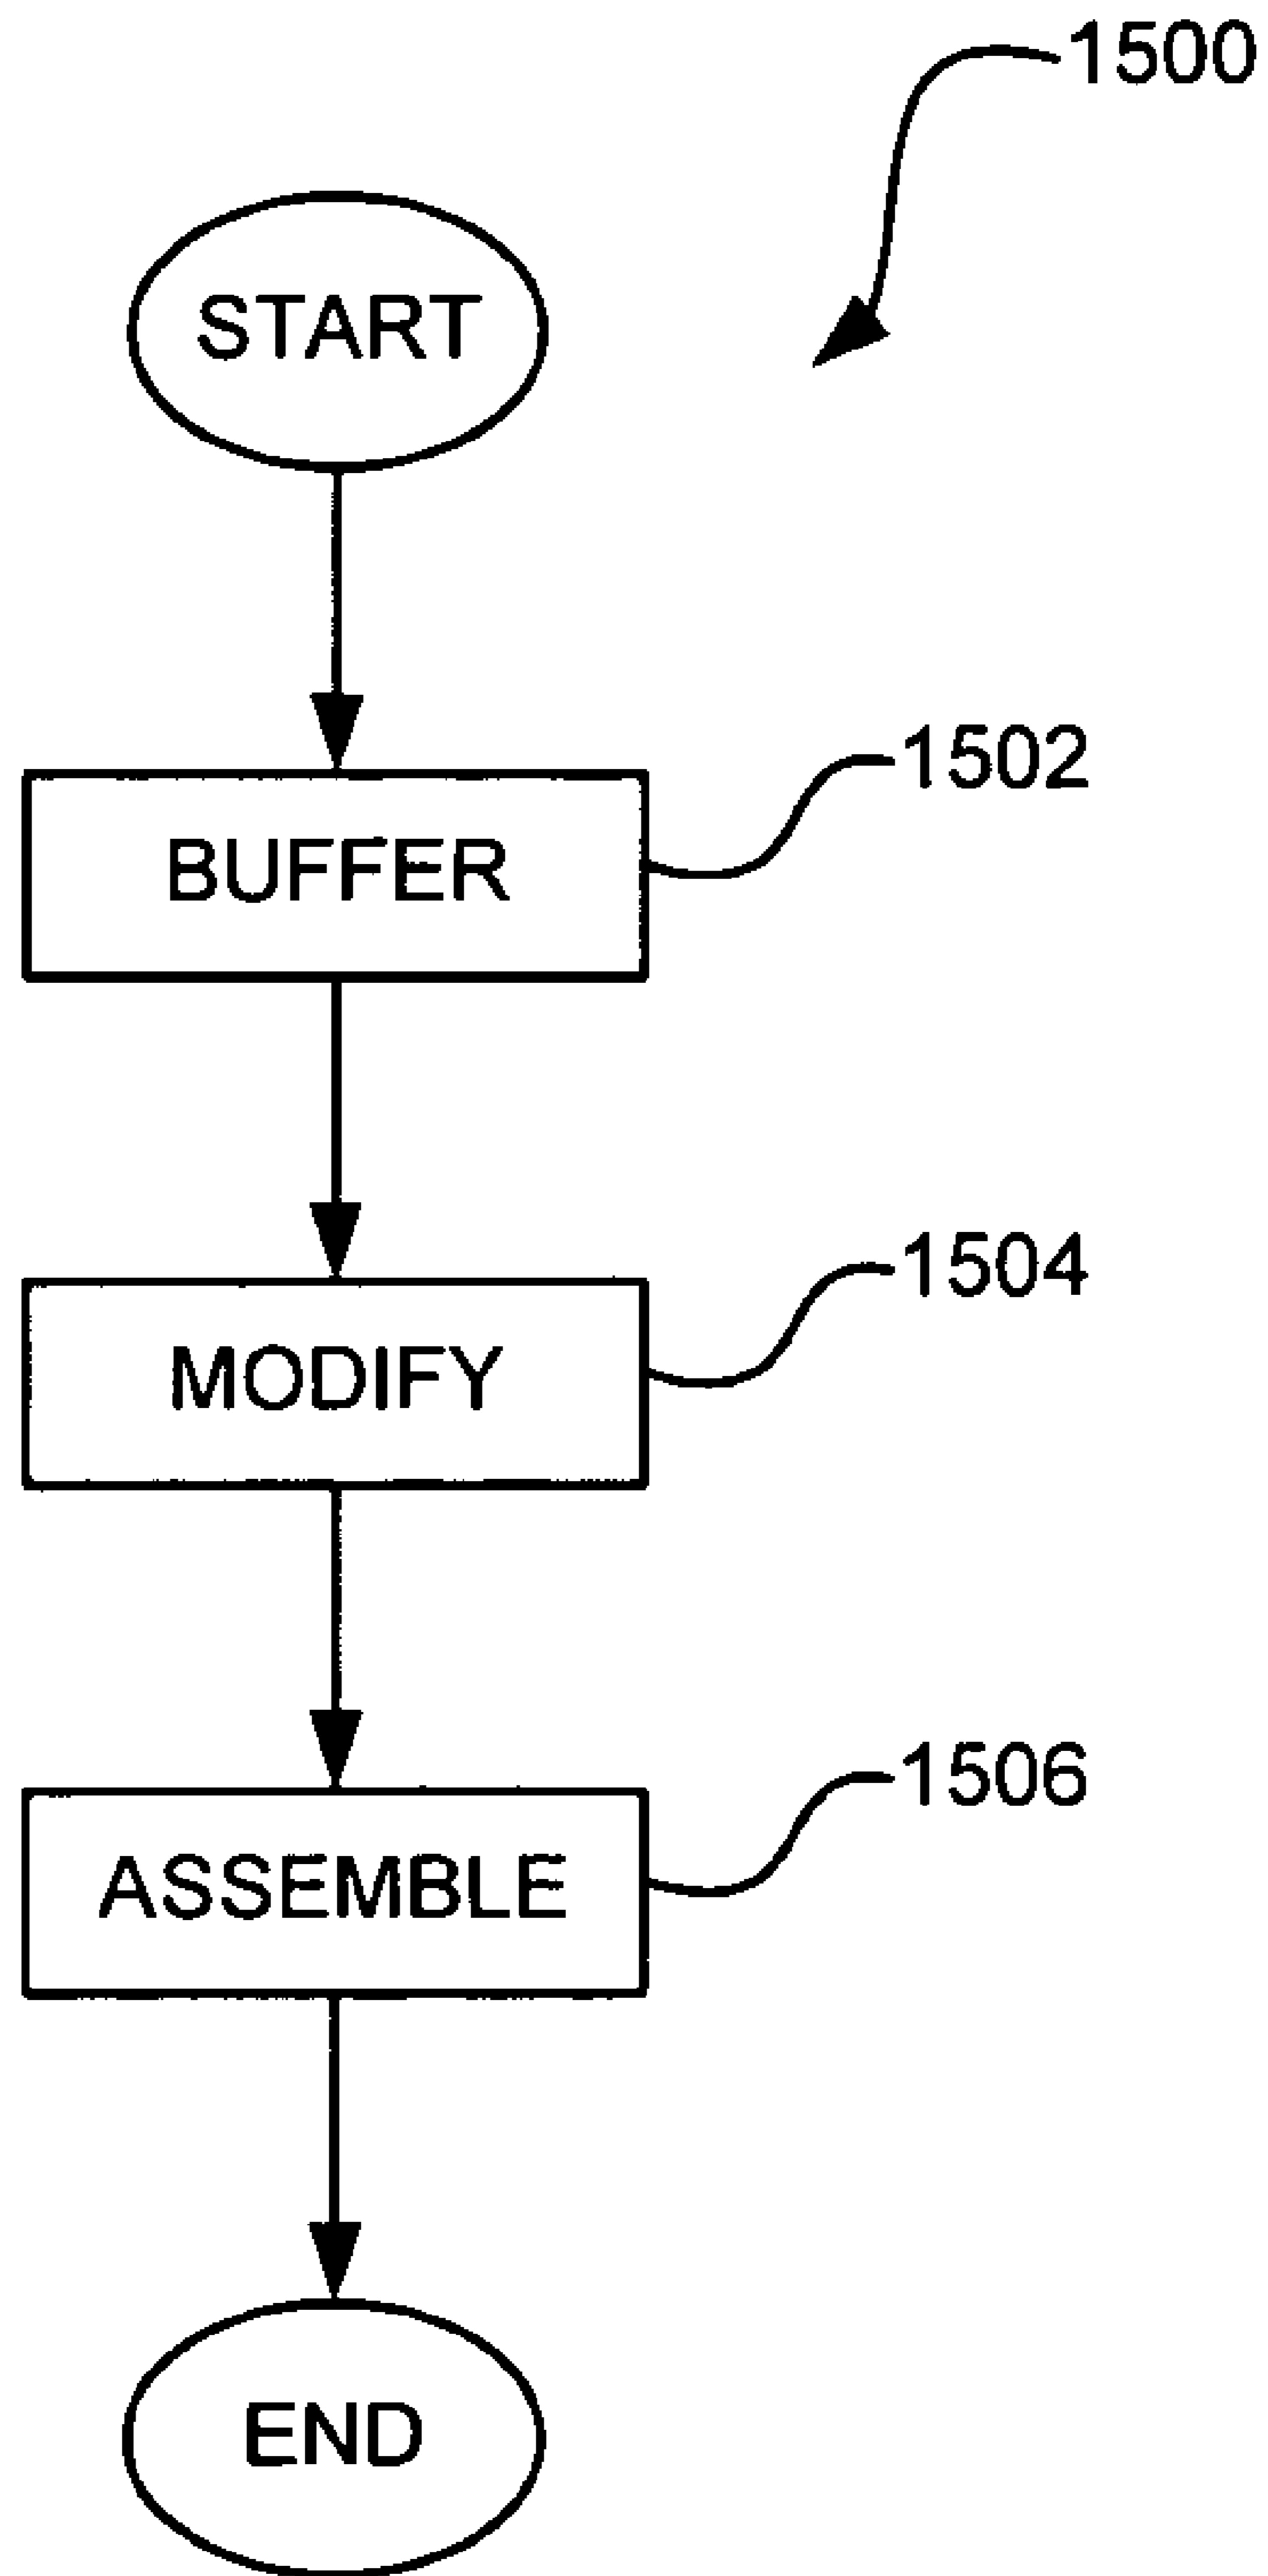 1500
START
1502
BUFFER
1504
MODIFY
1506
ASSEMBLE
END